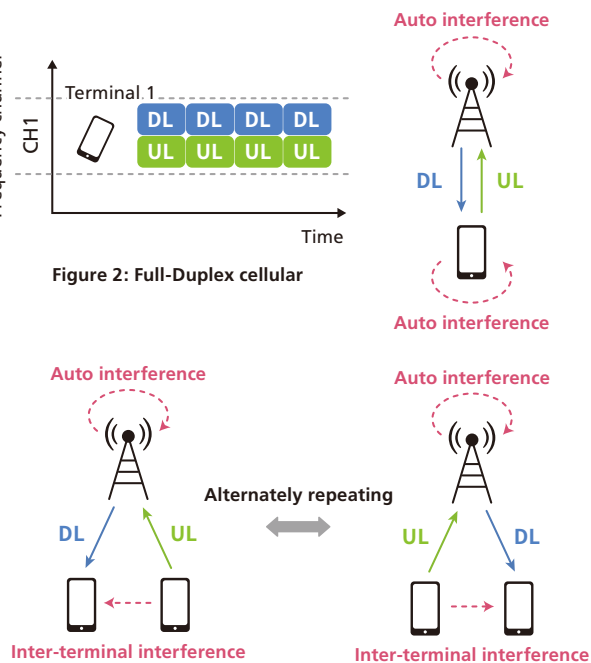 Auto interference
Terminal 1
CH1
DL DL DL DL
UL UL UL UL
Time
DL
UL
Figure 2: Full-Duplex cellular
Auto interference
Auto interference
Auto interference
Alternately repeating
DL
UL
UL
DL
Inter-terminal interference
Inter-terminal interference